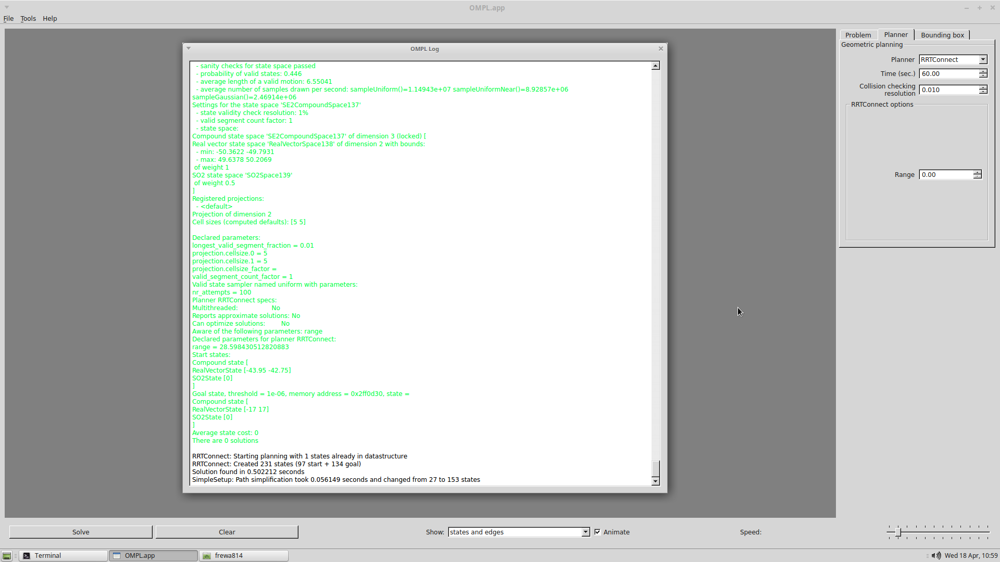 OMPL.app
File Tools Help
OMPL Log
- sanity checks for state space passed
- probability of valid states: 0.446
- average length of a valid motion: 6.55041
- average number of samples drawn per second: sampleUniform()=1.14943e+07 sampleUniformNear()=8.92857e+06
sampleGaussian()=2.46914e+06
Settings for the state space 'SE2CompoundSpace137'
- state validity check resolution: 1%
- valid segment count factor: 1
- state space:
Compound state space 'SE2CompoundSpace137' of dimension 3 (locked) [
Real vector state space 'RealVectorSpace138' of dimension 2 with bounds:
- min: -50.3622 -49.7931
- max: 49.6378 50.2069
of weight 1
SO2 state space 'SO2Space139'
of weight 0.5
]
Registered projections:
- <default>
Projection of dimension 2
Cell sizes (computed defaults): [5 5]
Declared parameters:
longest_valid_segment_fraction = 0.01
projection.cellsize.0 = 5
projection.cellsize.1 = 5
projection.cellsize_factor =
valid_segment_count_factor = 1
Valid state sampler named uniform with parameters:
nr_attempts = 100
Planner RRTConnect specs:
Multithreaded: No
Reports approximate solutions: No
Can optimize solutions: No
Aware of the following parameters: range
Declared parameters for planner RRTConnect:
range = 28.598430512820883
Start states:
Compound state [
RealVectorState [-43.95 -42.75]
SO2State [0]
]
Goal state, threshold = 1e-06, memory address = 0x2ff0d30, state =
Compound state [
RealVectorState [-17 17]
SO2State [0]
]
Average state cost: 0
There are 0 solutions
RRTConnect: Starting planning with 1 states already in datastructure
RRTConnect: Created 231 states (97 start + 134 goal)
Solution found in 0.502212 seconds
SimpleSetup: Path simplification took 0.056149 seconds and changed from 27 to 153 states
Problem Planner Bounding box
Geometric planning
Planner RRTConnect
Time (sec.) 60.00
Collision checking
resolution 0.010
RRTConnect options
Range 0.00
Solve Clear Show: states and edges Animate Speed:
Terminal OMPL.app frewa814 Wed 18 Apr, 10:59